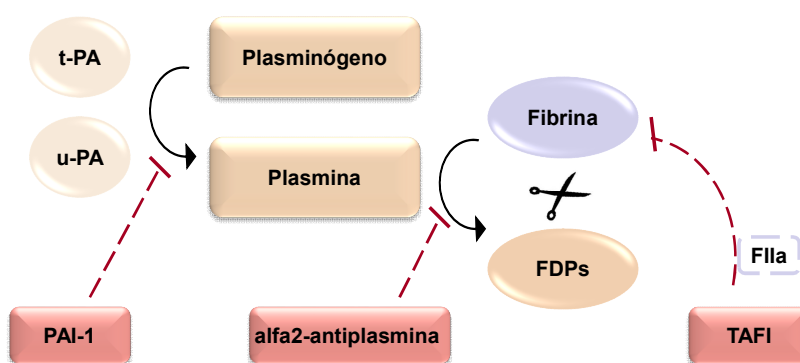 t-PA
Plasminógeno
u-PA
Plasmina
Fibrina
FDPs
FIIa
PAI-1
alfa2-antiplasmina
TAFI